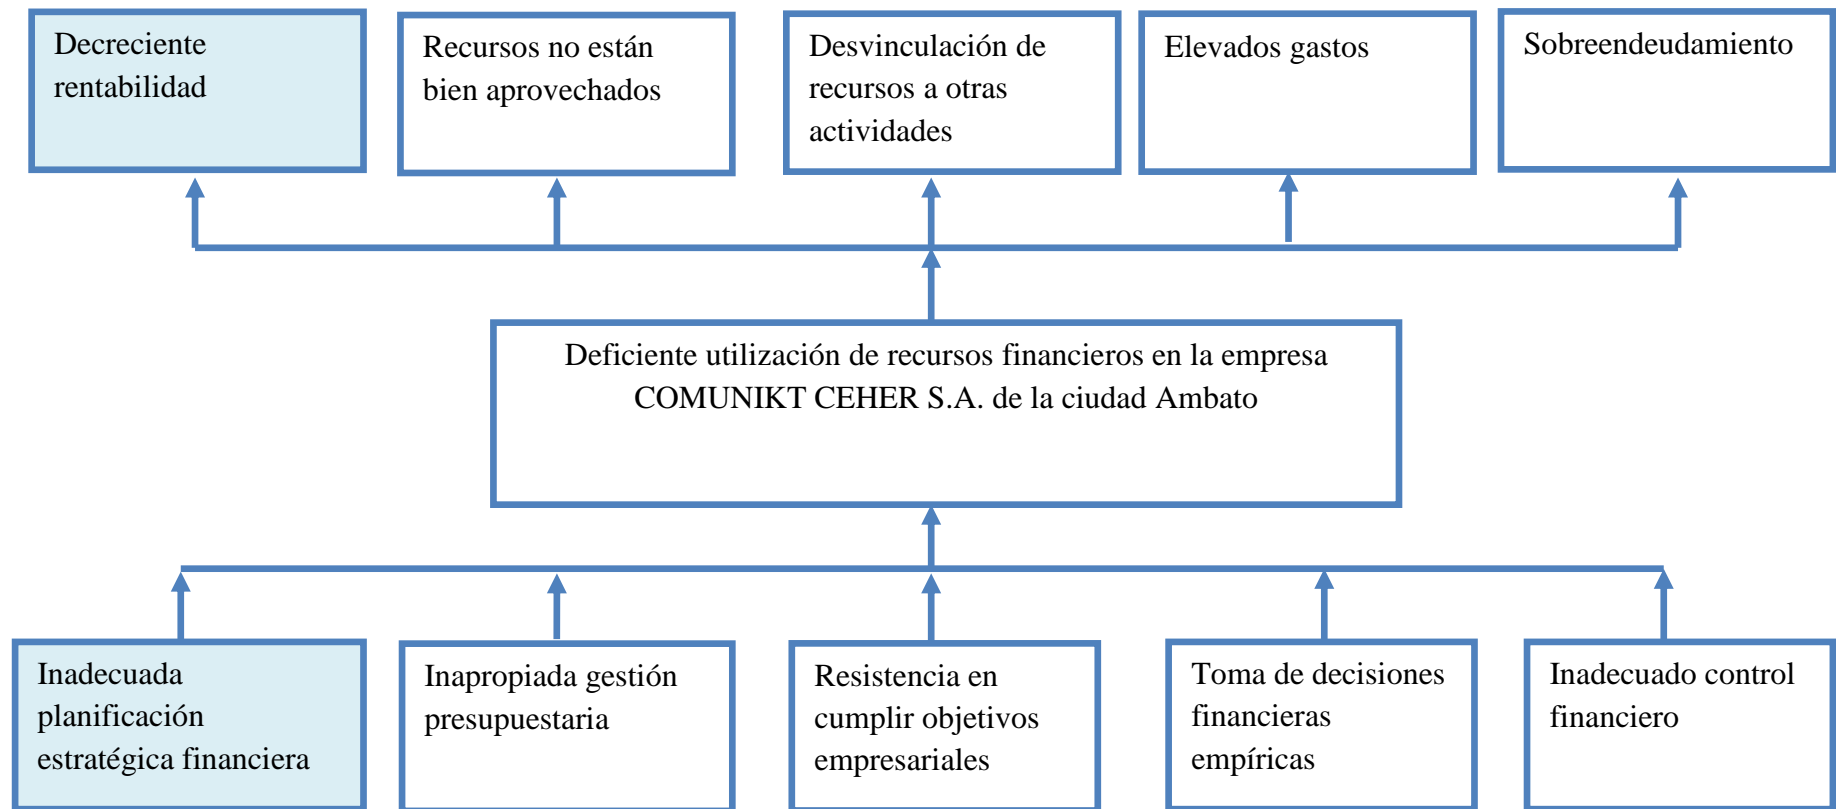 Decreciente
rentabilidad
Recursos no están
bien aprovechados
Desvinculación de
recursos a otras
actividades
Elevados gastos
Sobreendeudamiento
Deficiente utilización de recursos financieros en la empresa
COMUNIKT CEHER S.A. de la ciudad Ambato
Inadecuada
planificación
estratégica financiera
Inapropiada gestión
presupuestaria
Resistencia en
cumplir objetivos
empresariales
Toma de decisiones
financieras
empíricas
Inadecuado control
financiero